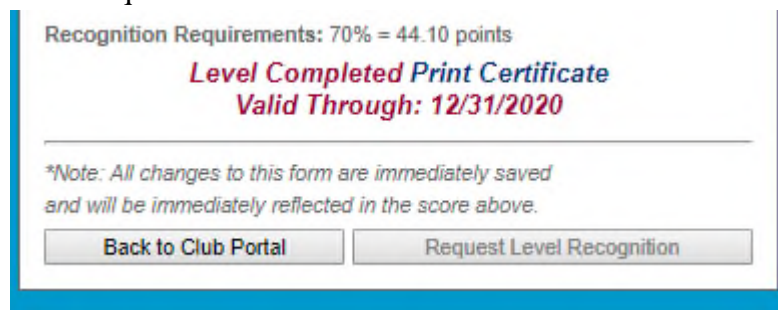 Recognition Requirements: 70% = 44.10 points
Level Completed Print Certificate
Valid Through: 12/31/2020
*Note: All changes to this form are immediately saved
and will be immediately reflected in the score above.
Back to Club Portal Request Level Recognition